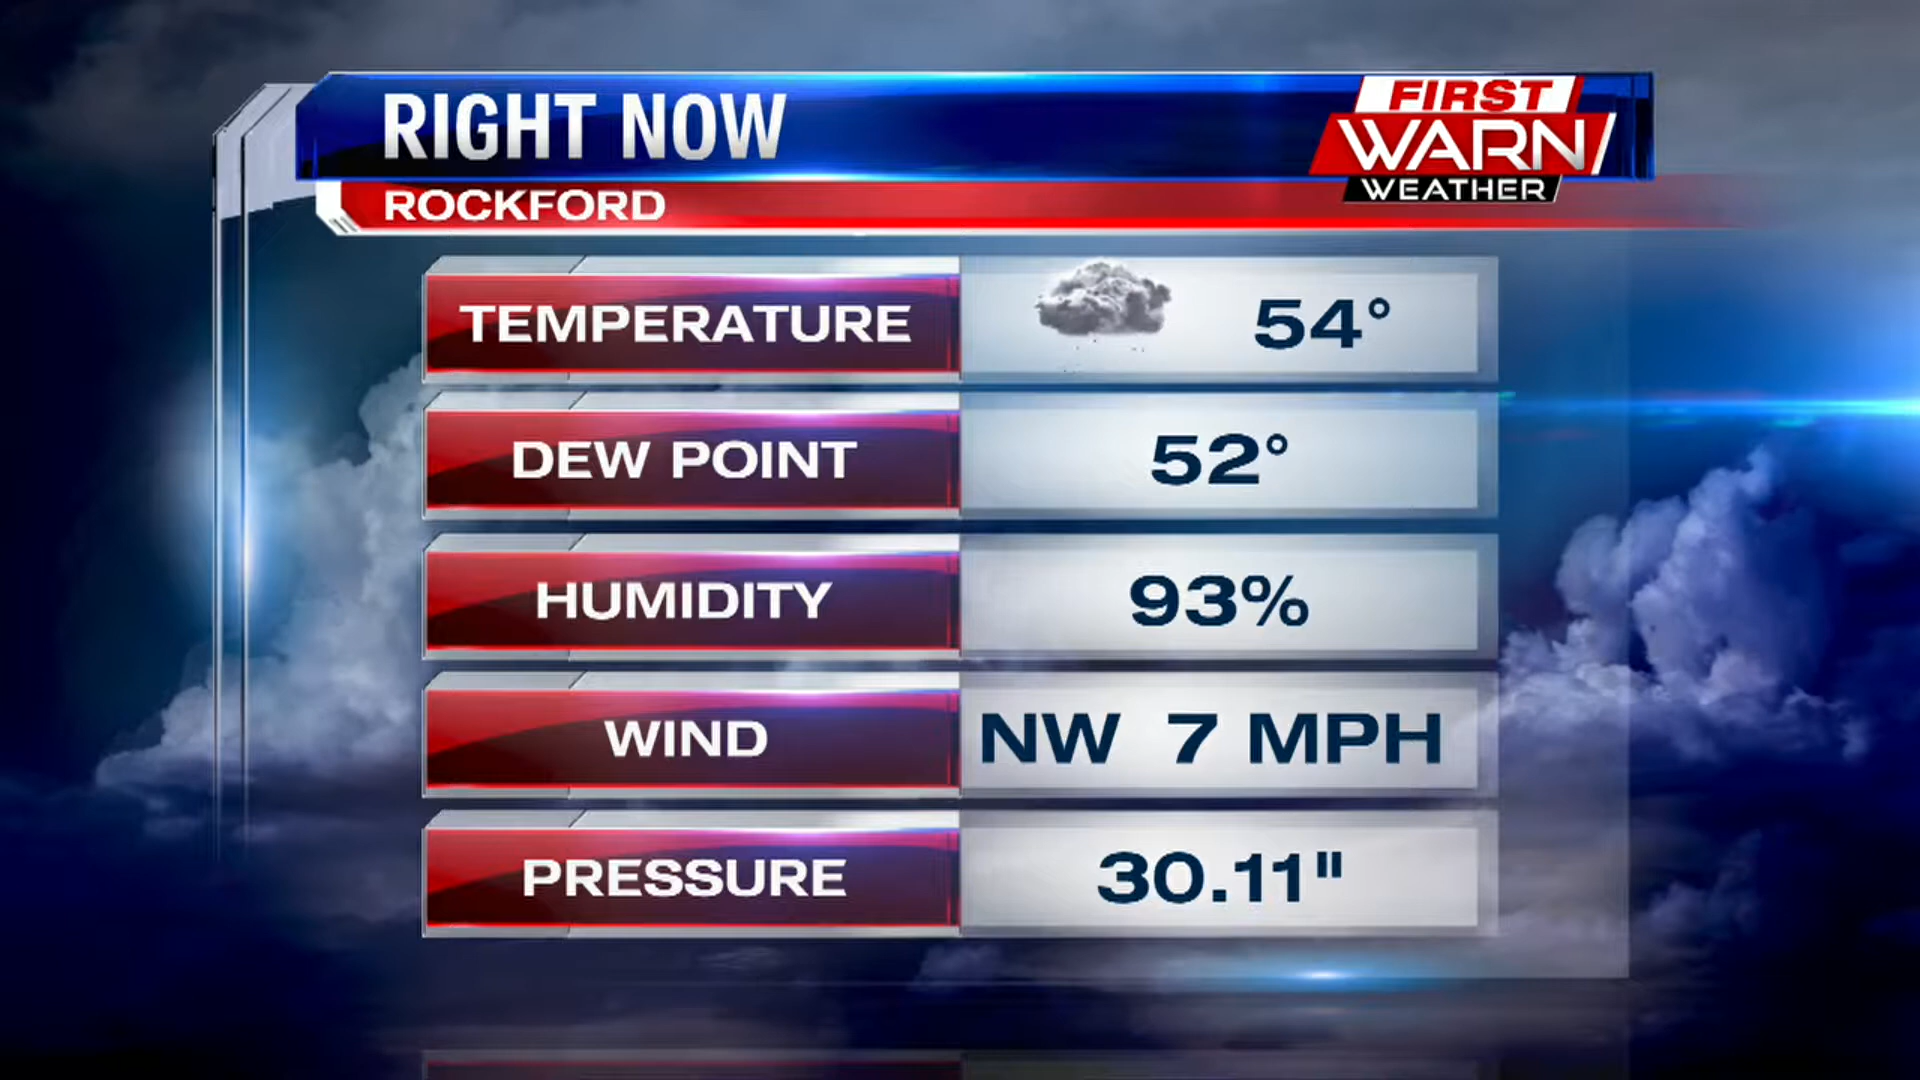 RIGHT NOW
FIRST
WARN
WEATHER
ROCKFORD
TEMPERATURE 54°
DEW POINT 52°
HUMIDITY 93%
WIND NW 7 MPH
PRESSURE 30.11"